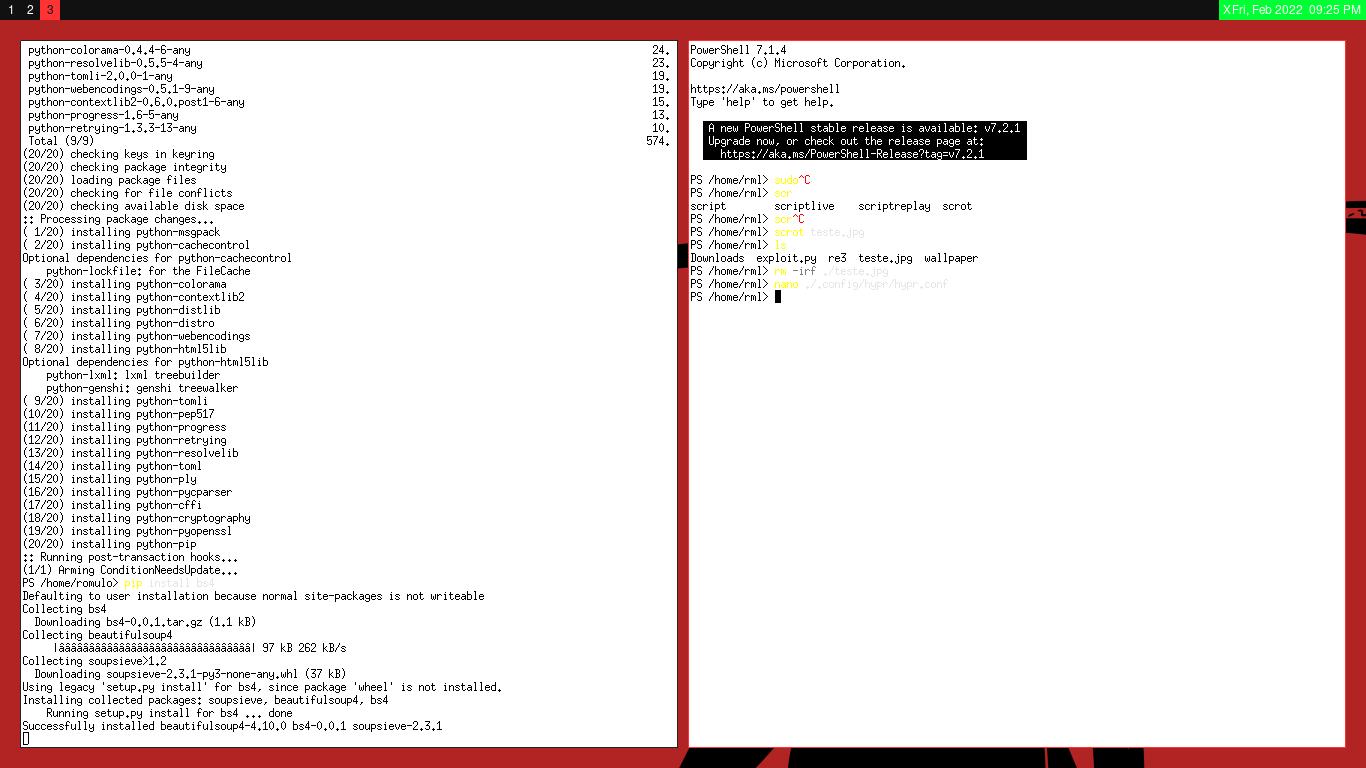 1 2 3
XFri, Feb 2022 09:25 PM
python-colorama-0.4.4-6-any 24.
python-resolvelib-0.5.5-4-any 23.
python-tomli-2.0.0-1-any 19.
python-webencodings-0.5.1-9-any 19.
python-contextlib2-0.6.0.post1-6-any 15.
python-progress-1.6-5-any 13.
python-retrying-1.3.3-13-any 10.
Total (9/9) 574.
(20/20) checking keys in keyring
(20/20) checking package integrity
(20/20) loading package files
(20/20) checking for file conflicts
(20/20) checking available disk space
:: Processing package changes...
( 1/20) installing python-msgpack
( 2/20) installing python-cachecontrol
Optional dependencies for python-cachecontrol
python-lockfile: for the FileCache
( 3/20) installing python-colorama
( 4/20) installing python-contextlib2
( 5/20) installing python-distlib
( 6/20) installing python-distro
( 7/20) installing python-webencodings
( 8/20) installing python-html5lib
Optional dependencies for python-html5lib
python-lxml: lxml treebuilder
python-genshi: genshi treewalker
( 9/20) installing python-tomli
(10/20) installing python-pep517
(11/20) installing python-progress
(12/20) installing python-retrying
(13/20) installing python-resolvelib
(14/20) installing python-toml
(15/20) installing python-ply
(16/20) installing python-pycparser
(17/20) installing python-cffi
(18/20) installing python-cryptography
(19/20) installing python-pyopenssl
(20/20) installing python-pip
:: Running post-transaction hooks...
(1/1) Arming ConditionNeedsUpdate...
PS /home/romulo> pip install bs4
Defaulting to user installation because normal site-packages is not writeable
Collecting bs4
Downloading bs4-0.0.1.tar.gz (1.1 kB)
Collecting beautifulsoup4
|ââââââââââââââââââââââââââââââââ| 97 kB 262 kB/s
Collecting soupsieve>1.2
Downloading soupsieve-2.3.1-py3-none-any.whl (37 kB)
Using legacy 'setup.py install' for bs4, since package 'wheel' is not installed.
Installing collected packages: soupsieve, beautifulsoup4, bs4
Running setup.py install for bs4 ... done
Successfully installed beautifulsoup4-4.10.0 bs4-0.0.1 soupsieve-2.3.1
PowerShell 7.1.4
Copyright (c) Microsoft Corporation.
https://aka.ms/powershell
Type 'help' to get help.
A new PowerShell stable release is available: v7.2.1
Upgrade now, or check out the release page at:
https://aka.ms/PowerShell-Release?tag=v7.2.1
PS /home/rml> sudo^C
PS /home/rml> scr
script scriptlive scriptreplay scrot
PS /home/rml> scr^C
PS /home/rml> scrot teste.jpg
PS /home/rml> ls
Downloads exploit.py re3 teste.jpg wallpaper
PS /home/rml> rm -irf ./teste.jpg
PS /home/rml> nano ./.config/hypr/hypr.conf
PS /home/rml>